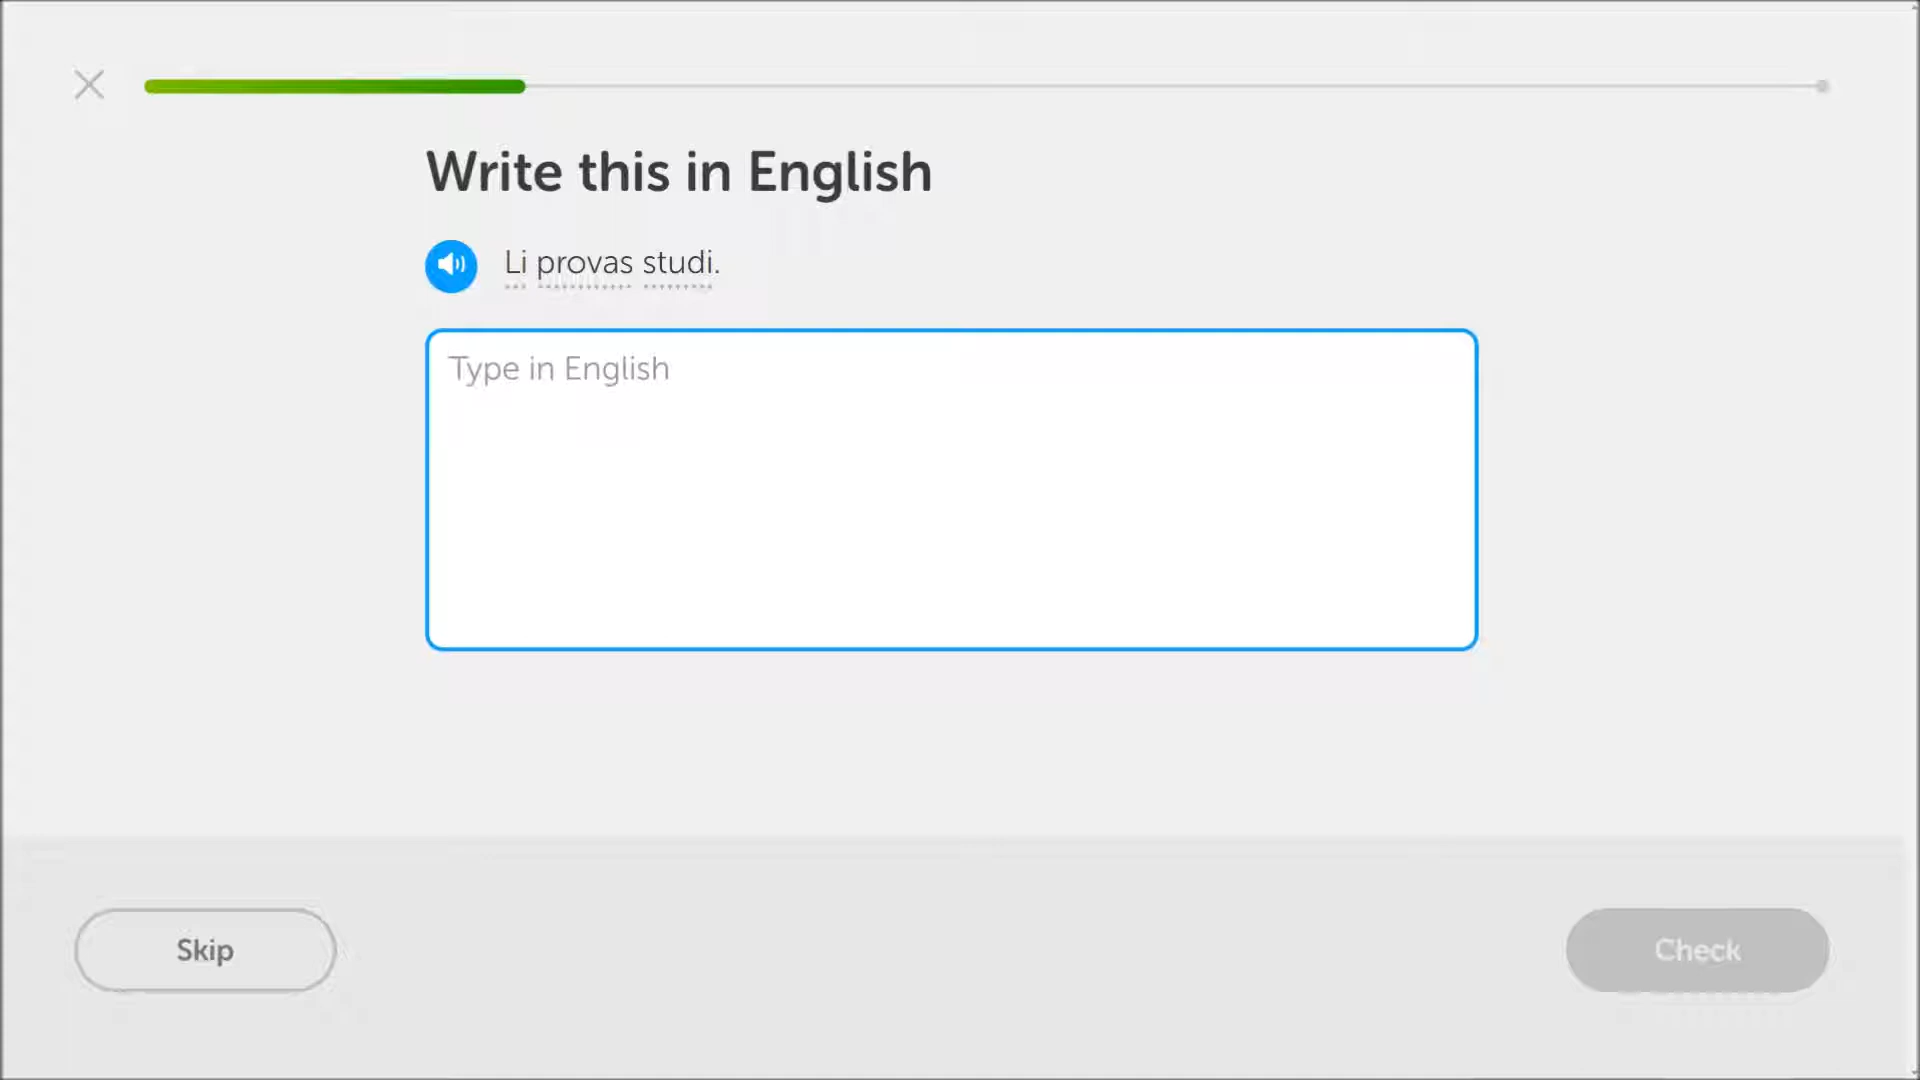 Write this in English
Li provas studi.
Type in English
Skip
Check